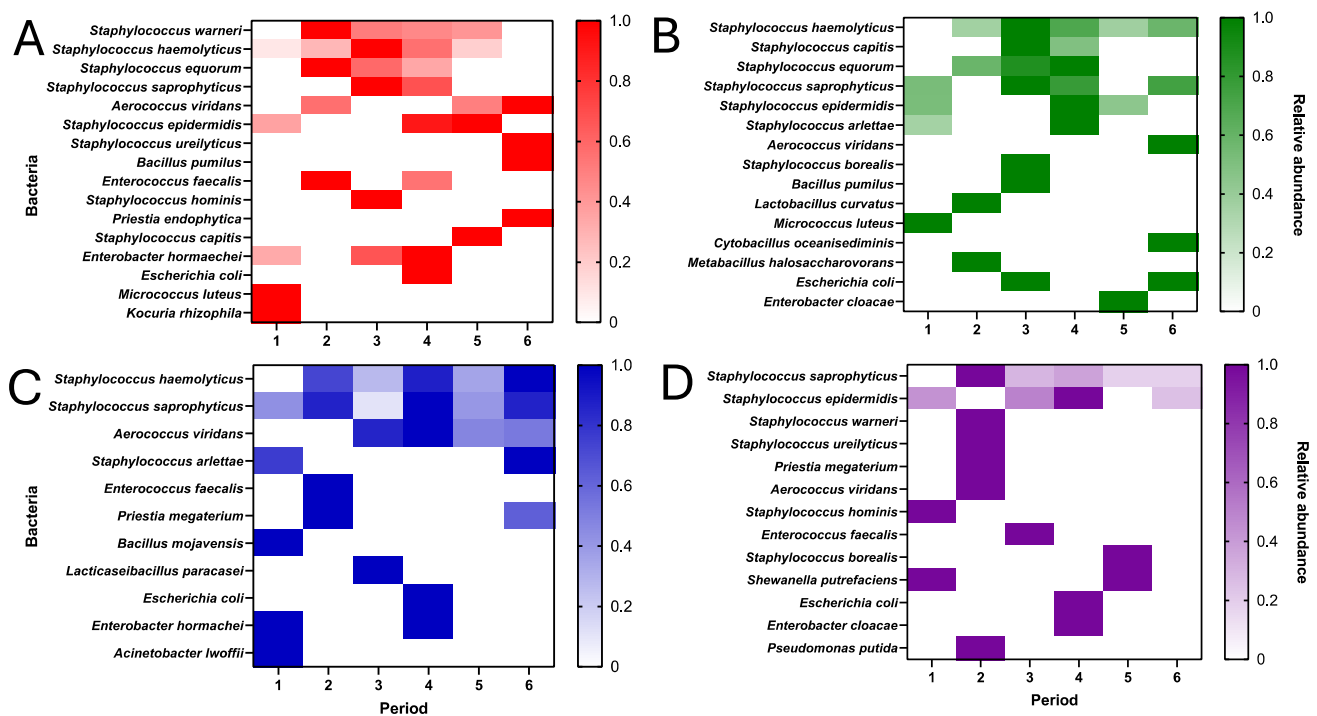 A
Staphylococcus warneri
Staphylococcus haemolyticus
Staphylococcus equorum
Staphylococcus saprophyticus
Aerococcus viridans
Staphylococcus epidermidis
Staphylococcus ureilyticus
Bacillus pumilus
Enterococcus faecalis
Staphylococcus hominis
Priestia endophytica
Staphylococcus capitis
Enterobacter hormaechei
Escherichia coli
Micrococcus luteus
Kocuria rhizophila
Bacteria
1 2 3 4 5 6
1.0
0.8
0.6
0.4
0.2
0
B
Staphylococcus haemolyticus
Staphylococcus capitis
Staphylococcus equorum
Staphylococcus saprophyticus
Staphylococcus epidermidis
Staphylococcus arlettae
Aerococcus viridans
Staphylococcus borealis
Bacillus pumilus
Lactobacillus curvatus
Micrococcus luteus
Cytobacillus oceanisediminis
Metabacillus halosaccharovorans
Escherichia coli
Enterobacter cloacae
1 2 3 4 5 6
1.0
0.8
0.6
0.4
0.2
0
Relative abundance
C
Staphylococcus haemolyticus
Staphylococcus saprophyticus
Aerococcus viridans
Staphylococcus arlettae
Enterococcus faecalis
Priestia megaterium
Bacillus mojavensis
Lacticaseibacillus paracasei
Escherichia coli
Enterobacter hormachei
Acinetobacter lwoffii
Bacteria
1 2 3 4 5 6
Period
1.0
0.8
0.6
0.4
0.2
0
D
Staphylococcus saprophyticus
Staphylococcus epidermidis
Staphylococcus warneri
Staphylococcus ureilyticus
Priestia megaterium
Aerococcus viridans
Staphylococcus hominis
Enterococcus faecalis
Staphylococcus borealis
Shewanella putrefaciens
Escherichia coli
Enterobacter cloacae
Pseudomonas putida
1 2 3 4 5 6
Period
1.0
0.8
0.6
0.4
0.2
0
Relative abundance